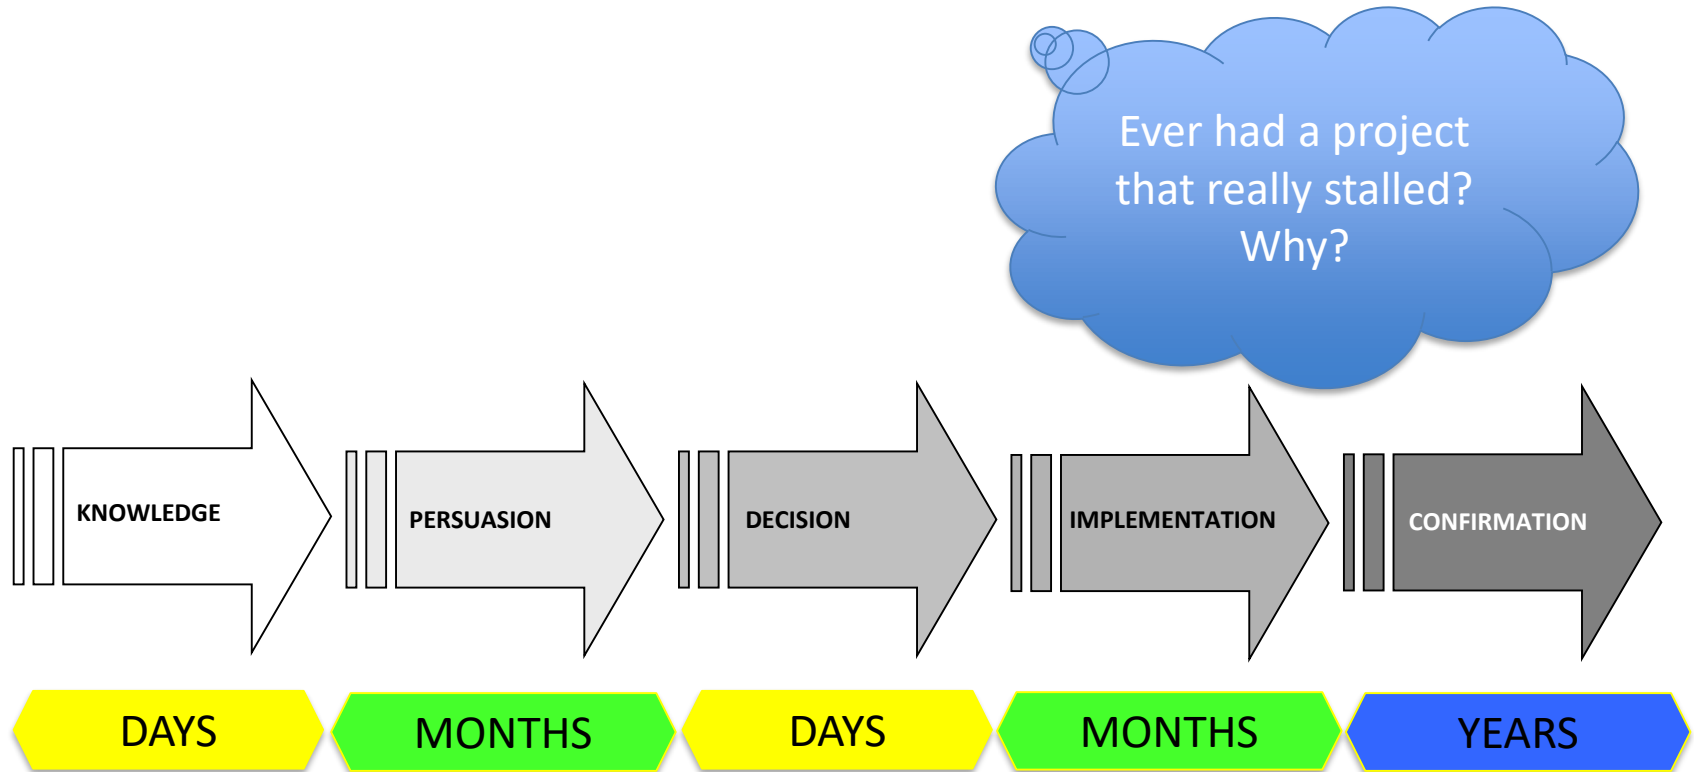 Ever had a project
that really stalled?
Why?
KNOWLEDGE
PERSUASION
DECISION
IMPLEMENTATION
CONFIRMATION
DAYS
MONTHS
DAYS
MONTHS
YEARS